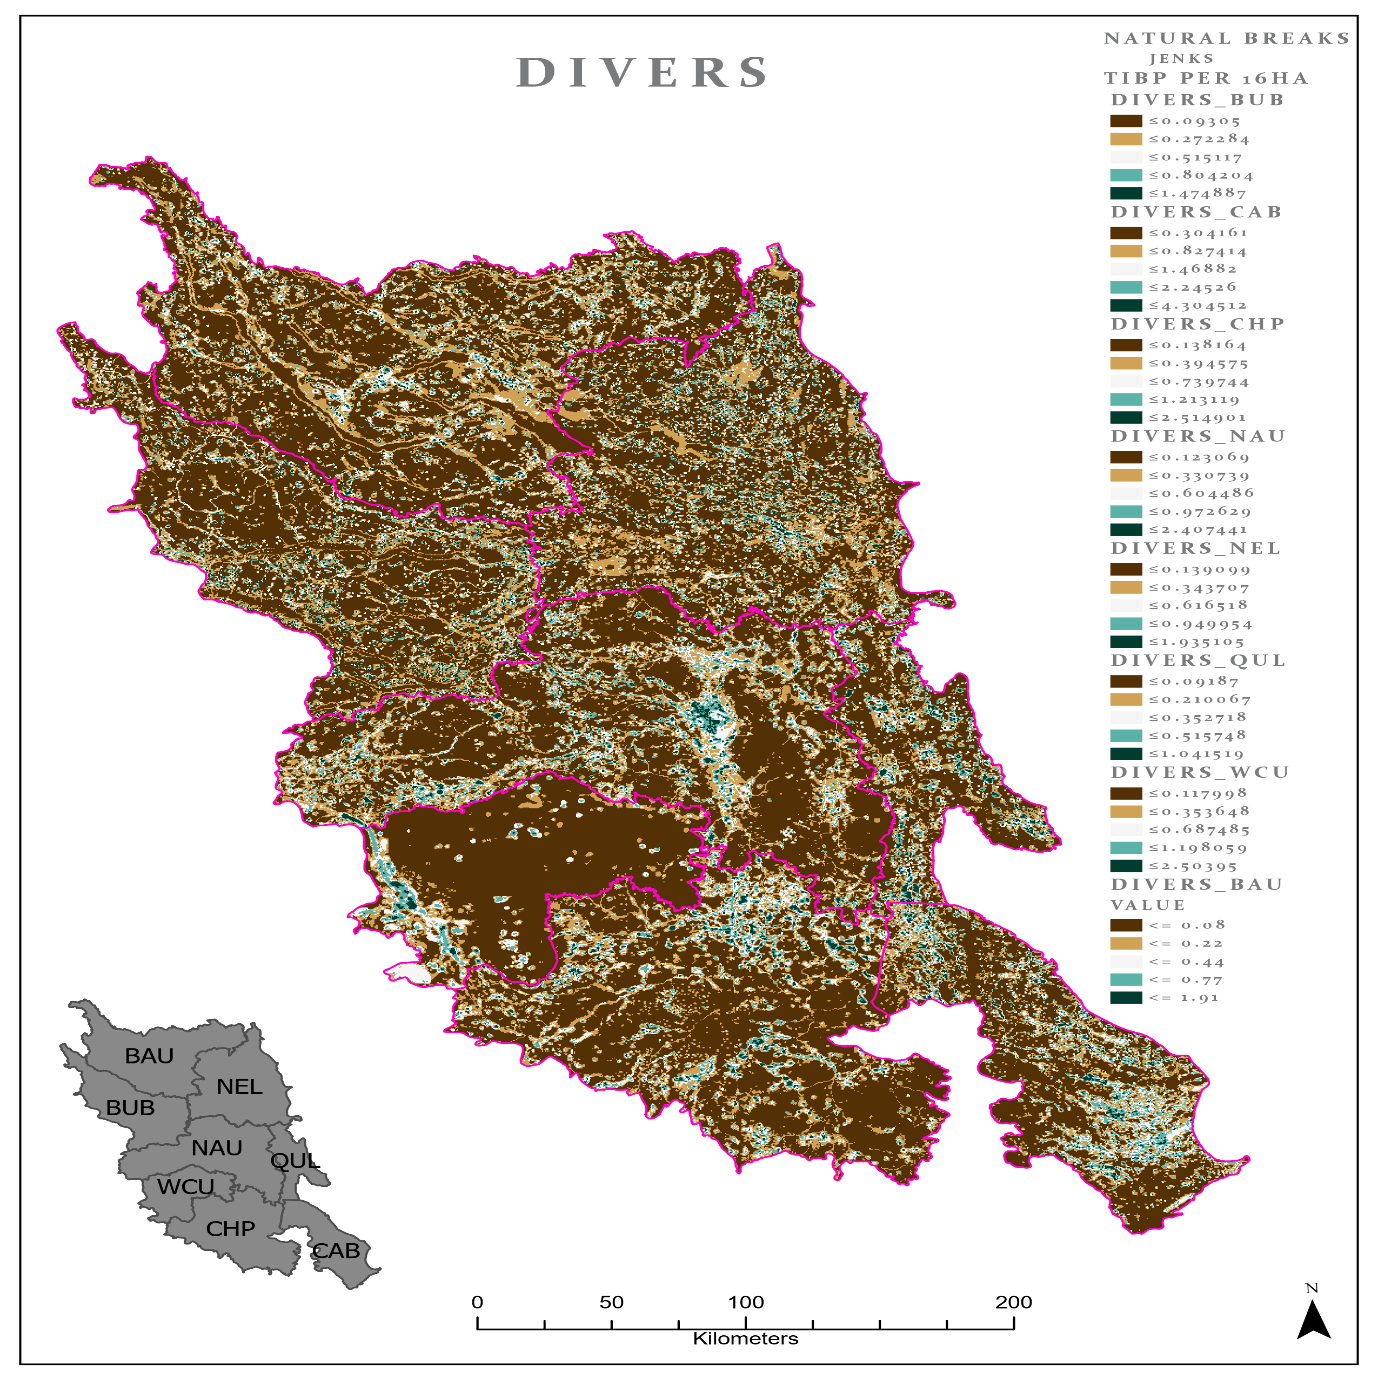 DIVERS
NATURAL BREAKS
JENKS
TIBP PER 16HA
DIVERS_BUB
≤0.09305
≤0.272284
≤0.515117
≤0.804204
≤1.474887
DIVERS_CAB
≤0.304161
≤0.827414
≤1.46882
≤2.24526
≤4.304512
DIVERS_CHP
≤0.138164
≤0.394575
≤0.739744
≤1.213119
≤2.514901
DIVERS_NAU
≤0.123069
≤0.330739
≤0.604486
≤0.972629
≤2.407441
DIVERS_NEL
≤0.139099
≤0.343707
≤0.616518
≤0.949954
≤1.935105
DIVERS_QUL
≤0.09187
≤0.210067
≤0.352718
≤0.515748
≤1.041519
DIVERS_WCU
≤0.117998
≤0.353648
≤0.687485
≤1.198059
≤2.50395
DIVERS_BAU
VALUE
<= 0.08
<= 0.22
<= 0.44
<= 0.77
<= 1.91
BAU
NEL
BUB
NAU
QUL
WCU
CHP
CAB
0 50 100 200
Kilometers
N